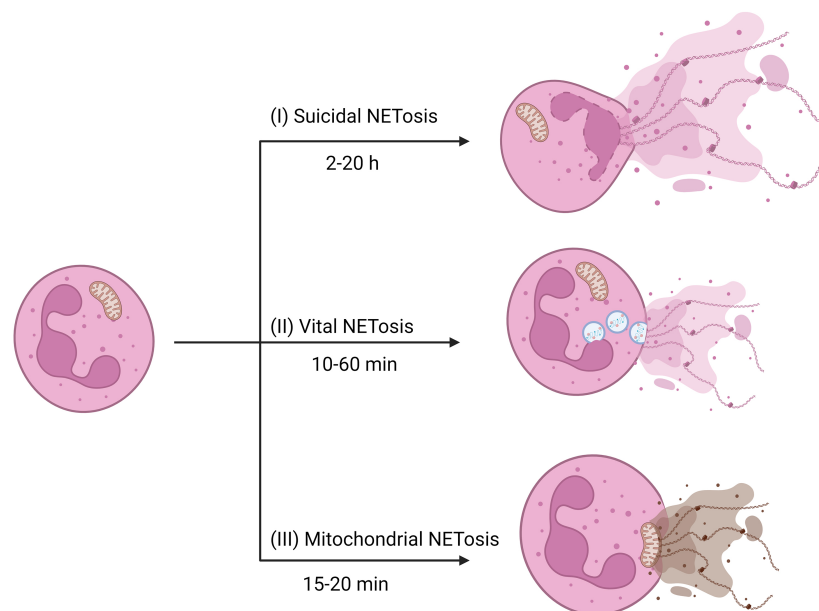 (I) Suicidal NETosis
2-20 h
(II) Vital NETosis
10-60 min
(III) Mitochondrial NETosis
15-20 min